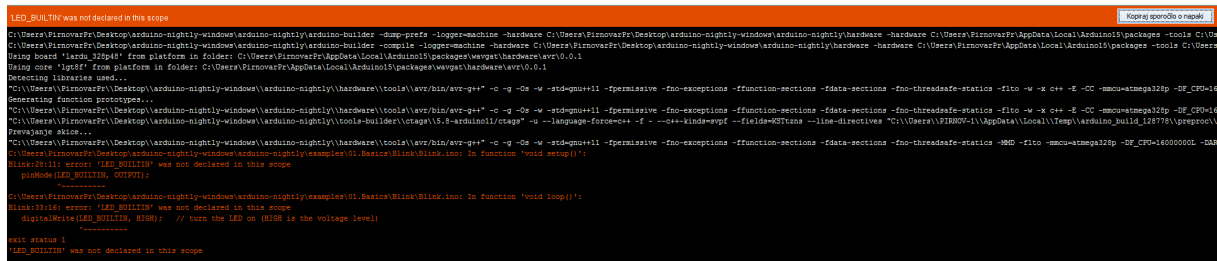 'LED_BUILTIN' was not declared in this scope
Kopiraj sporočilo o napaki
C:\Users\PirnovarPr\Desktop\arduino-nightly-windows\arduino-nightly\arduino-builder -dump-prefs -logger=machine -hardware C:\Users\PirnovarPr\Desktop\arduino-nightly-windows\arduino-nightly\hardware -hardware C:\Users\PirnovarPr\AppData\Local\Arduino15\packages -tools C:\Us
C:\Users\PirnovarPr\Desktop\arduino-nightly-windows\arduino-nightly\arduino-builder -compile -logger=machine -hardware C:\Users\PirnovarPr\Desktop\arduino-nightly-windows\arduino-nightly\hardware -hardware C:\Users\PirnovarPr\AppData\Local\Arduino15\packages -tools C:\Users
Using board 'lardu_328p48' from platform in folder: C:\Users\PirnovarPr\AppData\Local\Arduino15\packages\wavgat\hardware\avr\0.0.1
Using core 'lgt8f' from platform in folder: C:\Users\PirnovarPr\AppData\Local\Arduino15\packages\wavgat\hardware\avr\0.0.1
Detecting libraries used...
"C:\\Users\\PirnovarPr\\Desktop\\arduino-nightly-windows\\arduino-nightly\\hardware\\tools\\avr/bin/avr-g++" -c -g -Os -w -std=gnu++11 -fpermissive -fno-exceptions -ffunction-sections -fdata-sections -fno-threadsafe-statics -flto -w -x c++ -E -CC -mmcu=atmega328p -DF_CPU=16
Generating function prototypes...
"C:\\Users\\PirnovarPr\\Desktop\\arduino-nightly-windows\\arduino-nightly\\hardware\\tools\\avr/bin/avr-g++" -c -g -Os -w -std=gnu++11 -fpermissive -fno-exceptions -ffunction-sections -fdata-sections -fno-threadsafe-statics -flto -w -x c++ -E -CC -mmcu=atmega328p -DF_CPU=16
"C:\\Users\\PirnovarPr\\Desktop\\arduino-nightly-windows\\arduino-nightly\\tools-builder\\ctags\\5.8-arduino11/ctags" -u --language-force=c++ -f - --c++-kinds=svpf --fields=KSTtzns --line-directives "C:\\Users\\PIRNOV~1\\AppData\\Local\\Temp\\arduino_build_128778\\preproc\\
Prevajanje skice...
"C:\\Users\\PirnovarPr\\Desktop\\arduino-nightly-windows\\arduino-nightly\\hardware\\tools\\avr/bin/avr-g++" -c -g -Os -w -std=gnu++11 -fpermissive -fno-exceptions -ffunction-sections -fdata-sections -fno-threadsafe-statics -MMD -flto -mmcu=atmega328p -DF_CPU=16000000L -DAR
C:\Users\PirnovarPr\Desktop\arduino-nightly-windows\arduino-nightly\examples\01.Basics\Blink\Blink.ino: In function 'void setup()':
Blink:28:11: error: 'LED_BUILTIN' was not declared in this scope
pinMode(LED_BUILTIN, OUTPUT);
^~~~~~~~~~~
C:\Users\PirnovarPr\Desktop\arduino-nightly-windows\arduino-nightly\examples\01.Basics\Blink\Blink.ino: In function 'void loop()':
Blink:33:16: error: 'LED_BUILTIN' was not declared in this scope
digitalWrite(LED_BUILTIN, HIGH);   // turn the LED on (HIGH is the voltage level)
^~~~~~~~~~~
exit status 1
'LED_BUILTIN' was not declared in this scope